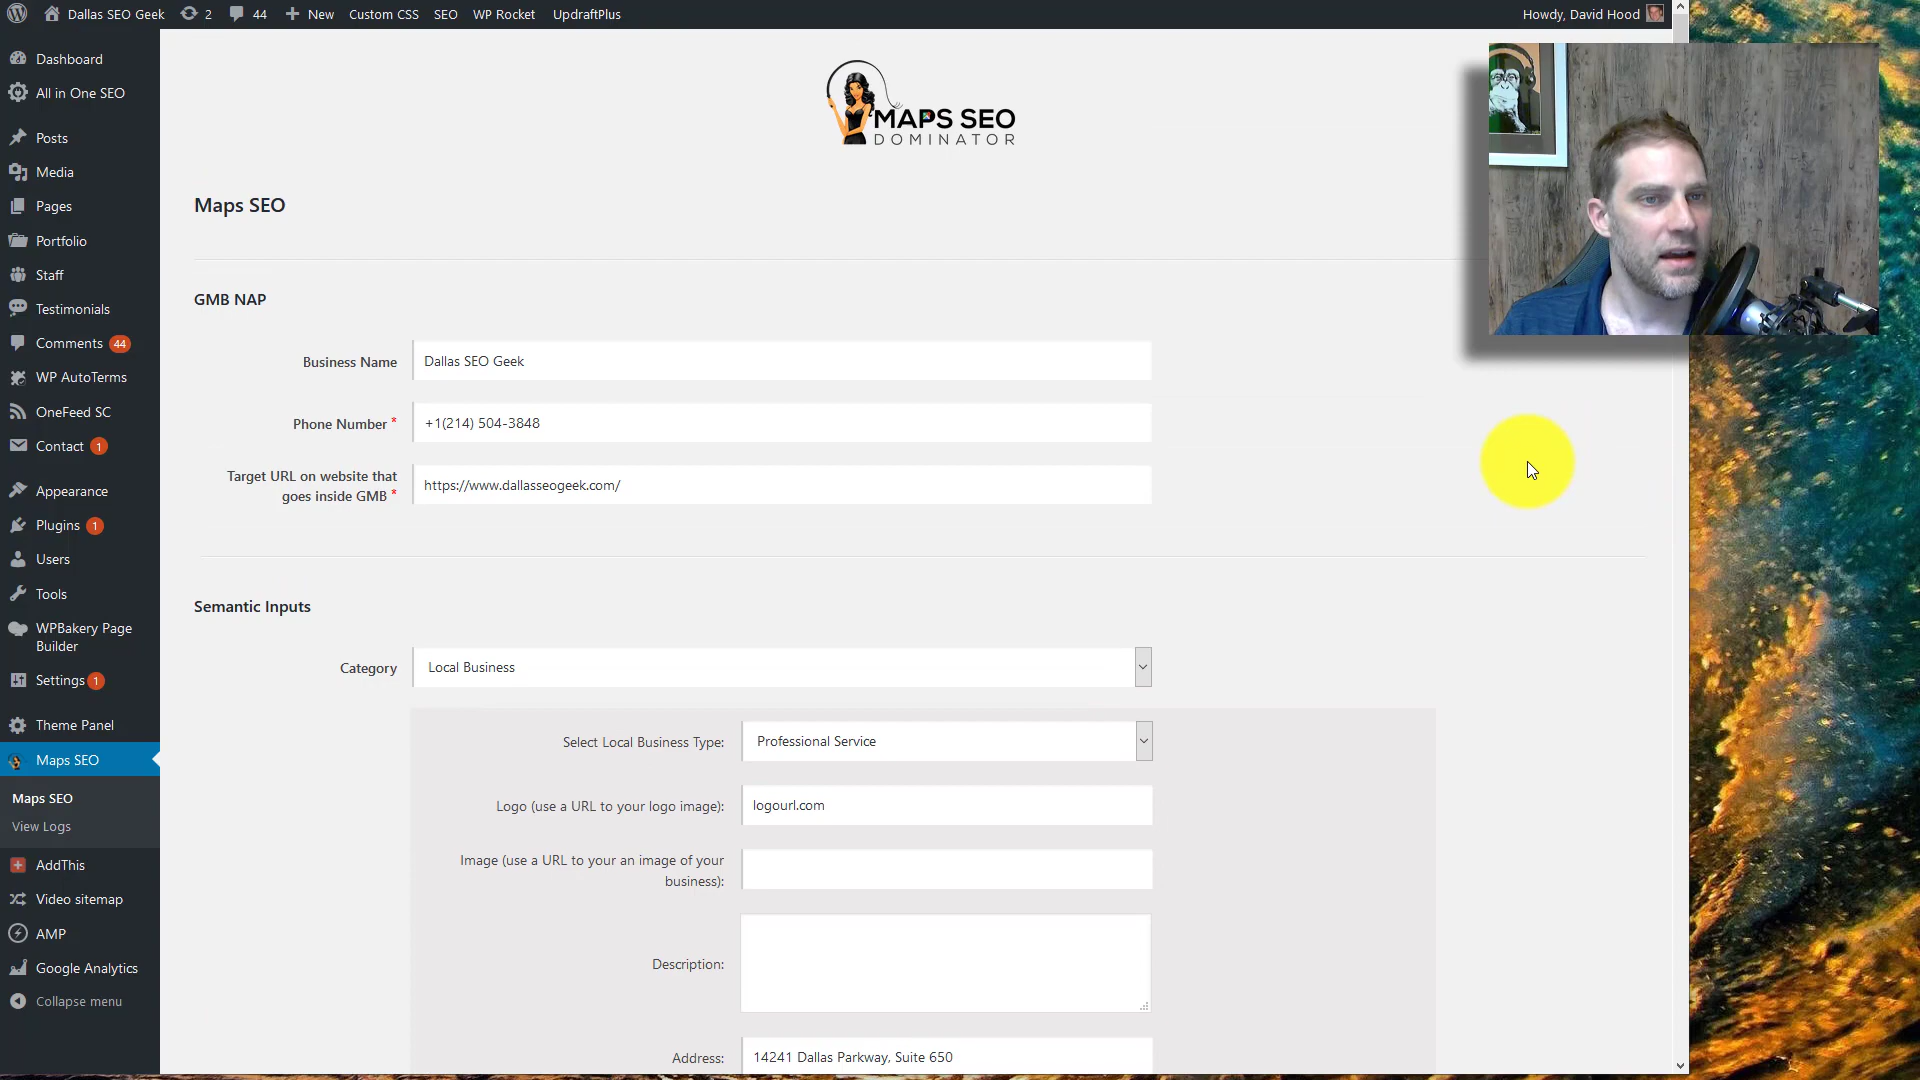 Dallas SEO Geek 2 44 New Custom CSS SEO WP Rocket UpdraftPlus Howdy, David Hood
Dashboard
All in One SEO
Posts
Media
Pages
Portfolio
Staff
Testimonials
Comments 44
WP AutoTerms
OneFeed SC
Contact 1
Appearance
Plugins 1
Users
Tools
WPBakery Page
Builder
Settings 1
Theme Panel
Maps SEO
Maps SEO
View Logs
AddThis
Video sitemap
AMP
Google Analytics
Collapse menu
MAPS SEO
DOMINATOR
Maps SEO
GMB NAP
Business Name Dallas SEO Geek
Phone Number * +1(214) 504-3848
Target URL on website that
goes inside GMB * https://www.dallasseogeek.com/
Semantic Inputs
Category Local Business
Select Local Business Type: Professional Service
Logo (use a URL to your logo image): logourl.com
Image (use a URL to your an image of your
business):
Description:
Address: 14241 Dallas Parkway, Suite 650